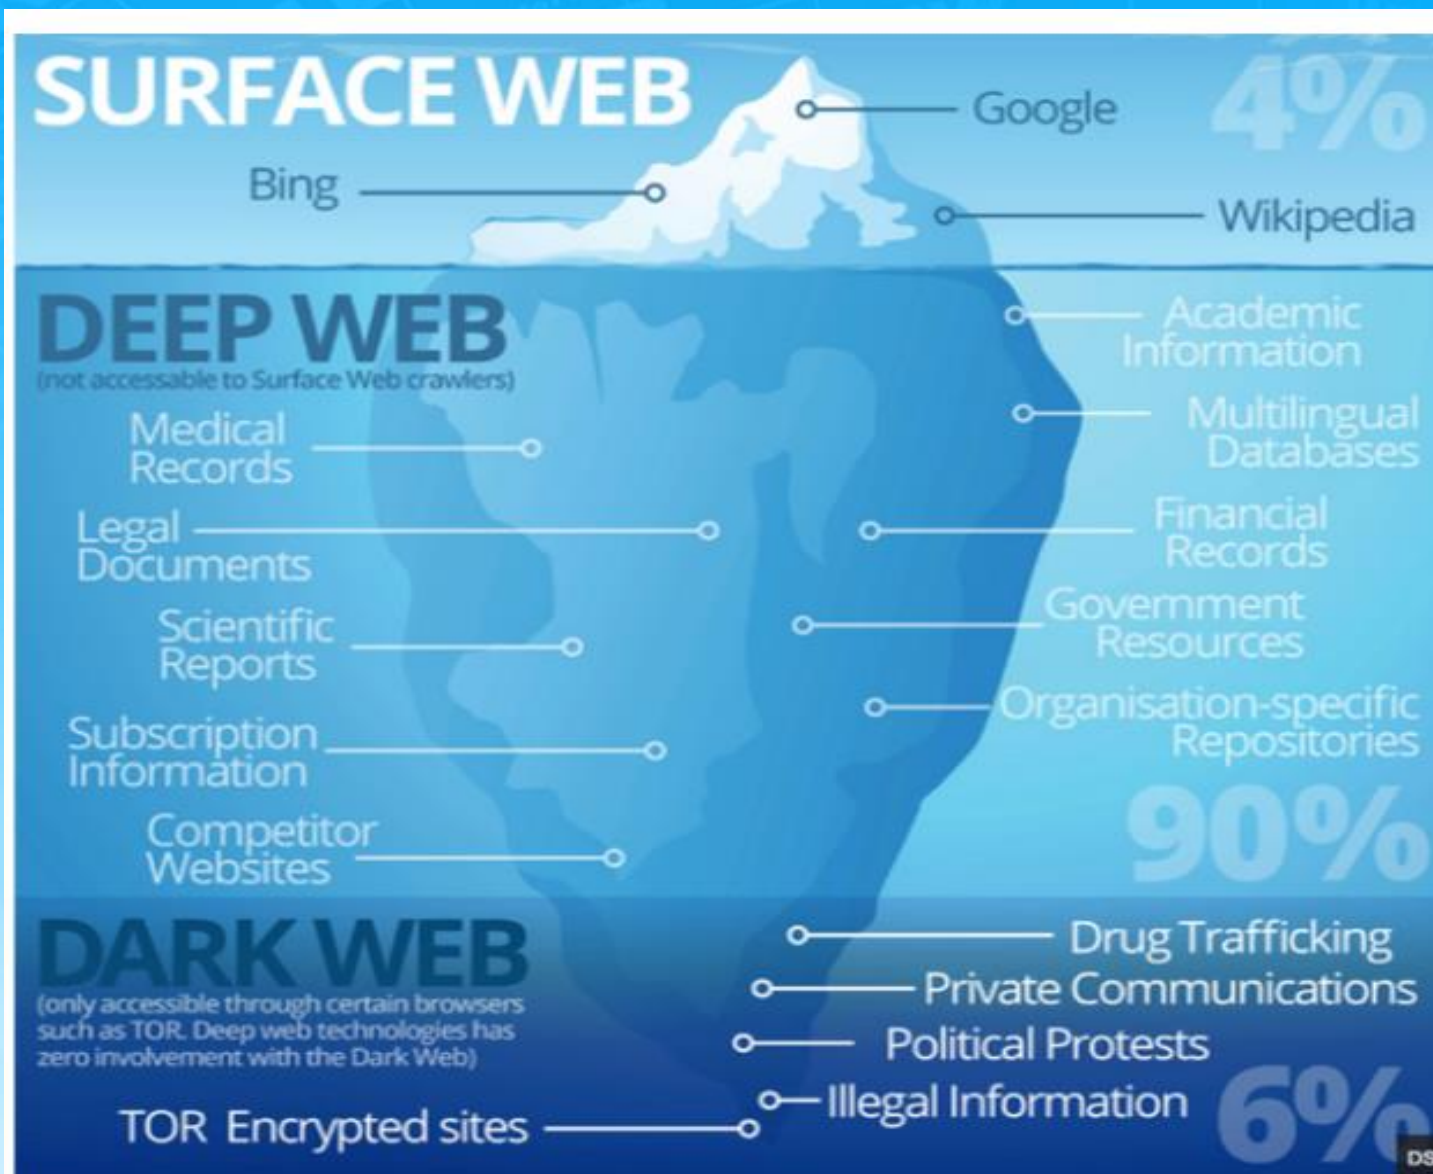 SURFACE WEB
4%
Google
Bing
Wikipedia
DEEP WEB
(not accessable to Surface Web crawlers)
Academic
Information
Medical
Records
Multilingual
Databases
Legal
Documents
Financial
Records
Scientific
Reports
Government
Resources
Subscription
Information
Organisation-specific
Repositories
Competitor
Websites
90%
DARK WEB
(only accessible through certain browsers
such as TOR. Deep web technologies has
zero involvement with the Dark Web)
Drug Trafficking
Private Communications
Political Protests
Illegal Information
TOR Encrypted sites
6%
DS